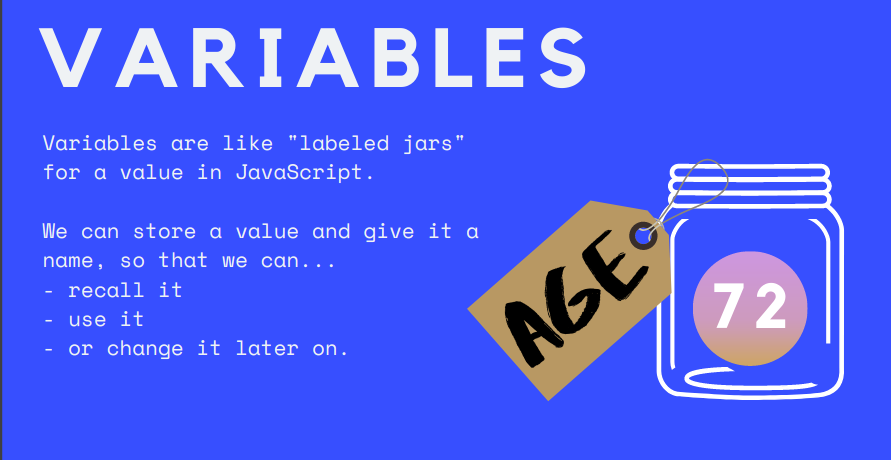 VARIABLES
Variables are like "labeled jars"
for a value in JavaScript.
We can store a value and give it a
name, so that we can...
- recall it
- use it
- or change it later on.
AGE
72